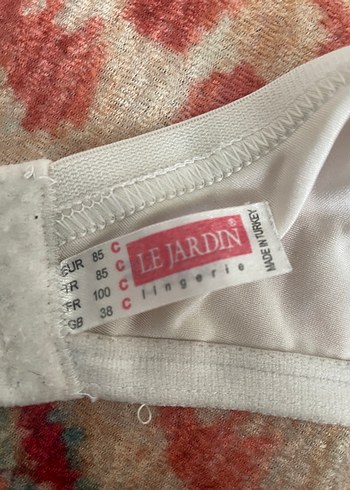 EUR 85 C
TR 85 C
FR 100 C
GB 38 C
LE JARDIN®
lingerie
MADE IN TURKEY